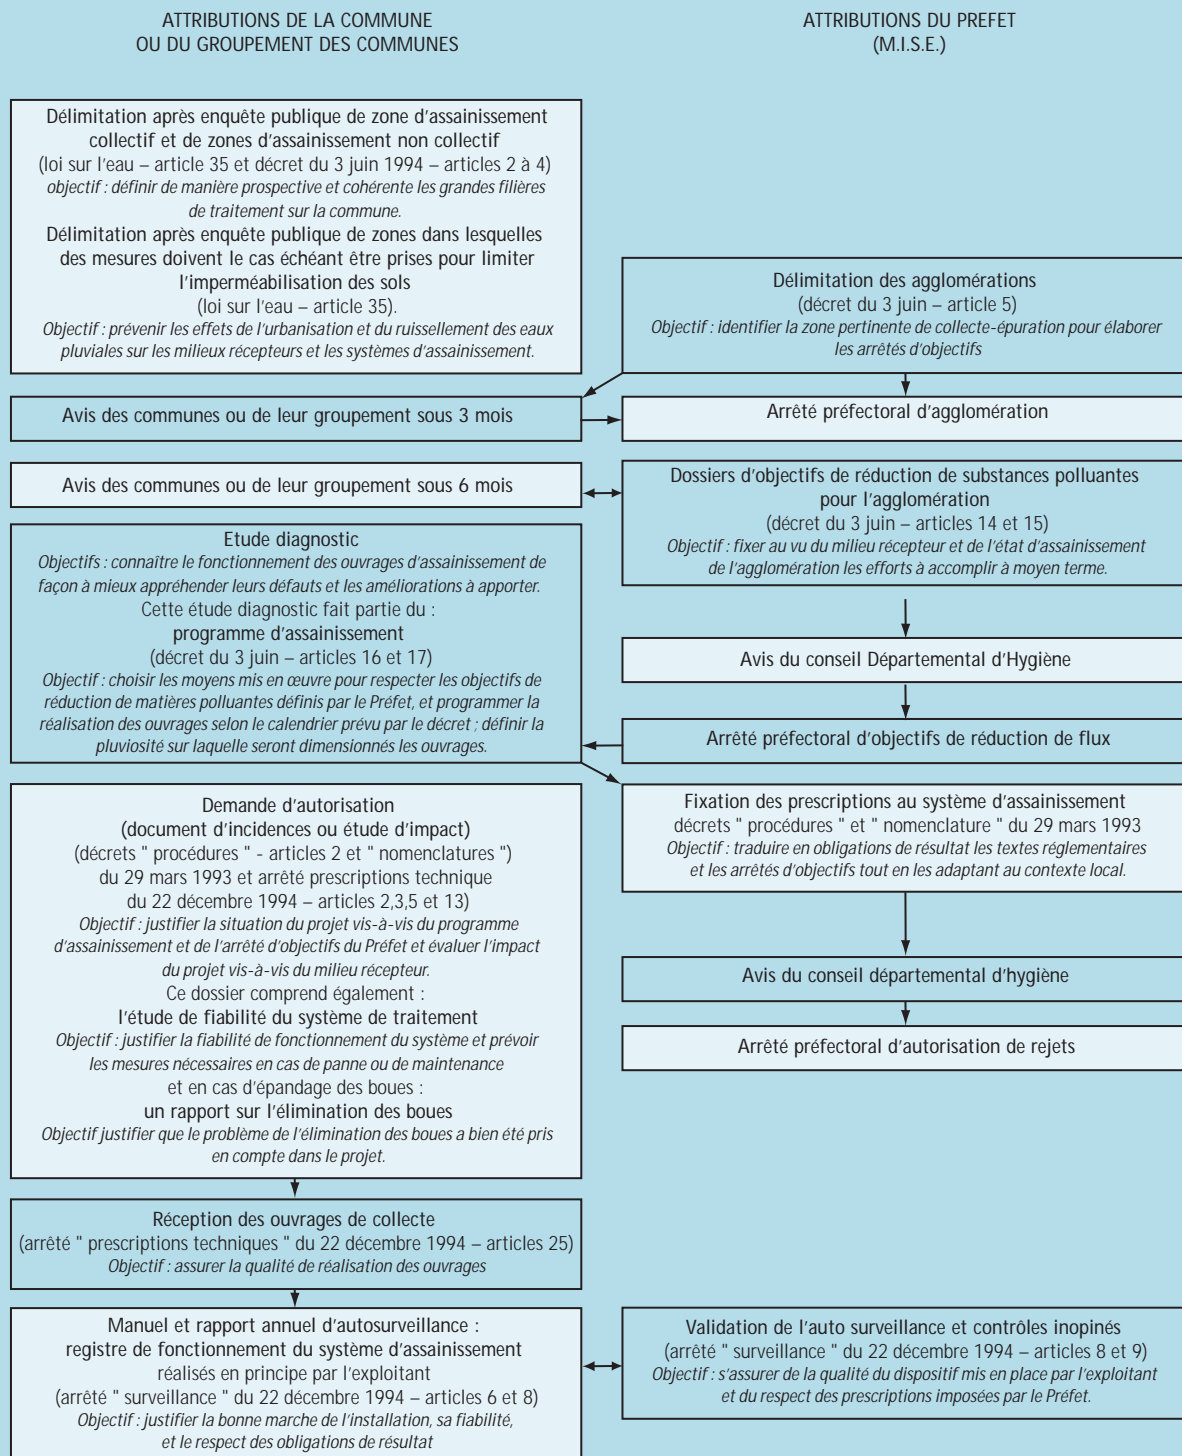 ATTRIBUTIONS DE LA COMMUNE
OU DU GROUPEMENT DES COMMUNES
ATTRIBUTIONS DU PREFET
(M.I.S.E.)
Délimitation après enquête publique de zone d'assainissement
collectif et de zones d'assainissement non collectif
(loi sur l'eau – article 35 et décret du 3 juin 1994 – articles 2 à 4)
objectif : définir de manière prospective et cohérente les grandes filières
de traitement sur la commune.
Délimitation après enquête publique de zones dans lesquelles
des mesures doivent le cas échéant être prises pour limiter
l'imperméabilisation des sols
(loi sur l'eau – article 35).
Objectif : prévenir les effets de l'urbanisation et du ruissellement des eaux
pluviales sur les milieux récepteurs et les systèmes d'assainissement.
Délimitation des agglomérations
(décret du 3 juin – article 5)
Objectif : identifier la zone pertinente de collecte-épuration pour élaborer
les arrêtés d'objectifs
Avis des communes ou de leur groupement sous 3 mois
Arrêté préfectoral d'agglomération
Avis des communes ou de leur groupement sous 6 mois
Dossiers d'objectifs de réduction de substances polluantes
pour l'agglomération
(décret du 3 juin – articles 14 et 15)
Objectif : fixer au vu du milieu récepteur et de l'état d'assainissement
de l'agglomération les efforts à accomplir à moyen terme.
Etude diagnostic
Objectifs : connaître le fonctionnement des ouvrages d'assainissement de
façon à mieux appréhender leurs défauts et les améliorations à apporter.
Cette étude diagnostic fait partie du :
programme d'assainissement
(décret du 3 juin – articles 16 et 17)
Objectif : choisir les moyens mis en œuvre pour respecter les objectifs de
réduction de matières polluantes définis par le Préfet, et programmer la
réalisation des ouvrages selon le calendrier prévu par le décret ; définir la
pluviosité sur laquelle seront dimensionnés les ouvrages.
Avis du conseil Départemental d'Hygiène
Arrêté préfectoral d'objectifs de réduction de flux
Demande d'autorisation
(document d'incidences ou étude d'impact)
(décrets " procédures " - articles 2 et " nomenclatures ")
du 29 mars 1993 et arrêté prescriptions technique
du 22 décembre 1994 – articles 2,3,5 et 13)
Objectif : justifier la situation du projet vis-à-vis du programme
d'assainissement et de l'arrêté d'objectifs du Préfet et évaluer l'impact
du projet vis-à-vis du milieu récepteur.
Ce dossier comprend également :
l'étude de fiabilité du système de traitement
Objectif : justifier la fiabilité de fonctionnement du système et prévoir
les mesures nécessaires en cas de panne ou de maintenance
et en cas d'épandage des boues :
un rapport sur l'élimination des boues
Objectif justifier que le problème de l'élimination des boues a bien été pris
en compte dans le projet.
Fixation des prescriptions au système d'assainissement
décrets " procédures " et " nomenclature " du 29 mars 1993
Objectif : traduire en obligations de résultat les textes réglementaires
et les arrêtés d'objectifs tout en les adaptant au contexte local.
Avis du conseil départemental d'hygiène
Arrêté préfectoral d'autorisation de rejets
Réception des ouvrages de collecte
(arrêté " prescriptions techniques " du 22 décembre 1994 – articles 25)
Objectif : assurer la qualité de réalisation des ouvrages
Manuel et rapport annuel d'autosurveillance :
registre de fonctionnement du système d'assainissement
réalisés en principe par l'exploitant
(arrêté " surveillance " du 22 décembre 1994 – articles 6 et 8)
Objectif : justifier la bonne marche de l'installation, sa fiabilité,
et le respect des obligations de résultat
Validation de l'auto surveillance et contrôles inopinés
(arrêté " surveillance " du 22 décembre 1994 – articles 8 et 9)
Objectif : s'assurer de la qualité du dispositif mis en place par l'exploitant
et du respect des prescriptions imposées par le Préfet.